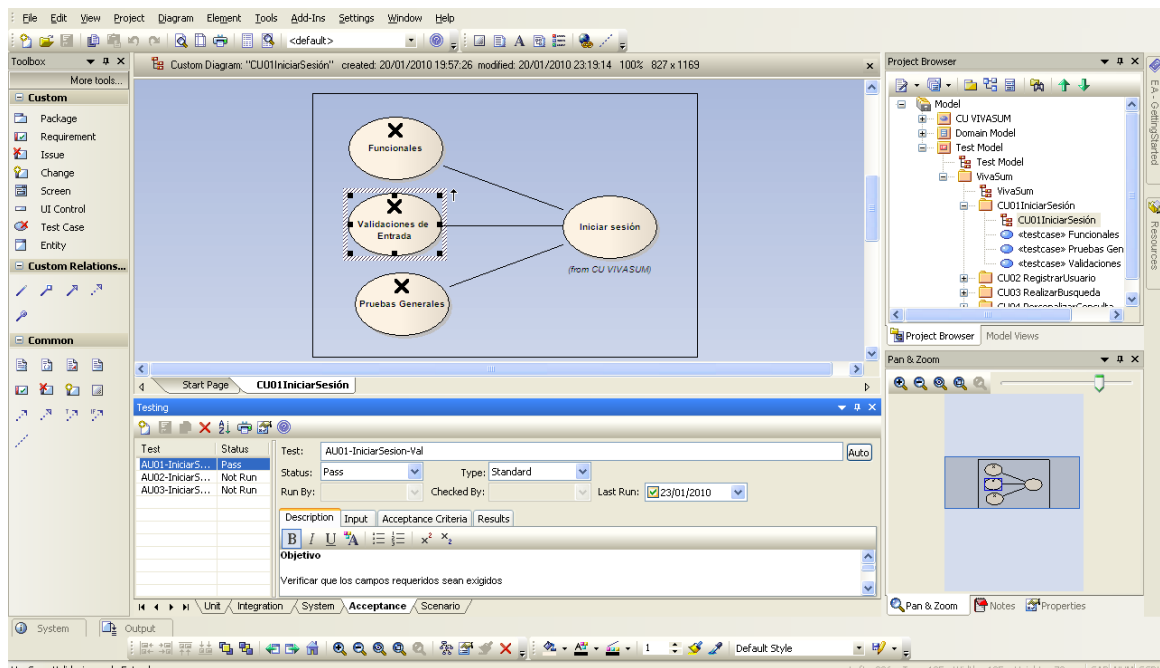 File Edit View Project Diagram Element Tools Add-Ins Settings Window Help
<default>
Toolbox
More tools...
Custom
Package
Requirement
Issue
Change
Screen
UI Control
Test Case
Entity
Custom Relations...
Common
Custom Diagram: "CU01IniciarSesión" created: 20/01/2010 19:57:26 modified: 20/01/2010 23:19:14 100% 827 x 1169
Funcionales
Validaciones de
Entrada
Pruebas Generales
Iniciar sesión
(from CU VIVASUM)
Start Page CU01IniciarSesión
Testing
Test Status
AU01-IniciarS... Pass
AU02-IniciarS... Not Run
AU03-IniciarS... Not Run
Test: AU01-IniciarSesion-Val Auto
Status: Pass Type: Standard
Run By: Checked By: Last Run: 23/01/2010
Description Input Acceptance Criteria Results
B I U A x² x₂
Objetivo
Verificar que los campos requeridos sean exigidos
Unit Integration System Acceptance Scenario
Project Browser
Model
CU VIVASUM
Domain Model
Test Model
Test Model
VivaSum
VivaSum
CU01IniciarSesión
CU01IniciarSesión
«testcase» Funcionales
«testcase» Pruebas Gen
«testcase» Validaciones
CU02 RegistrarUsuario
CU03 RealizarBusqueda
CU04 PersonalizarConsulta
Project Browser Model Views
Pan & Zoom
Pan & Zoom Notes Properties
EA - GettingStarted
Resources
System Output
1 Default Style